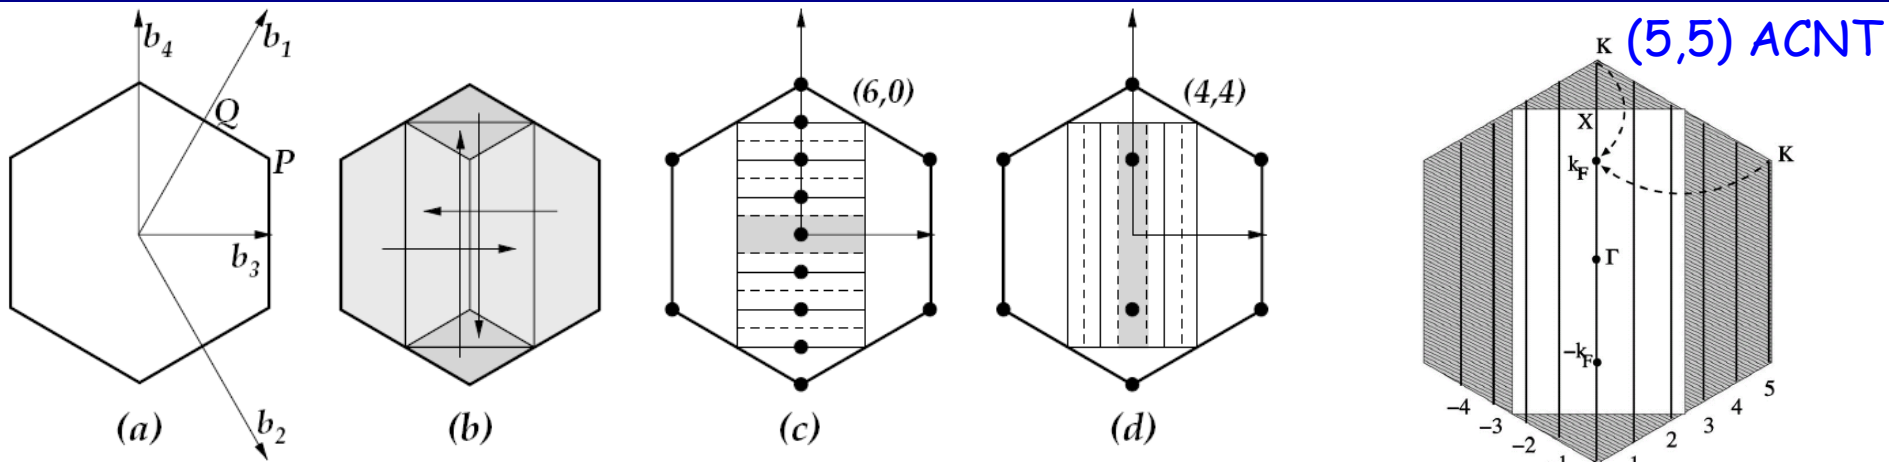 b4
b1
Q
P
b3
b2
(a)
(b)
(6,0)
(c)
(4,4)
(d)
(5,5) ACNT
K
X
kF
K
Γ
−kF
−4
−3
−2
2
3
4
5